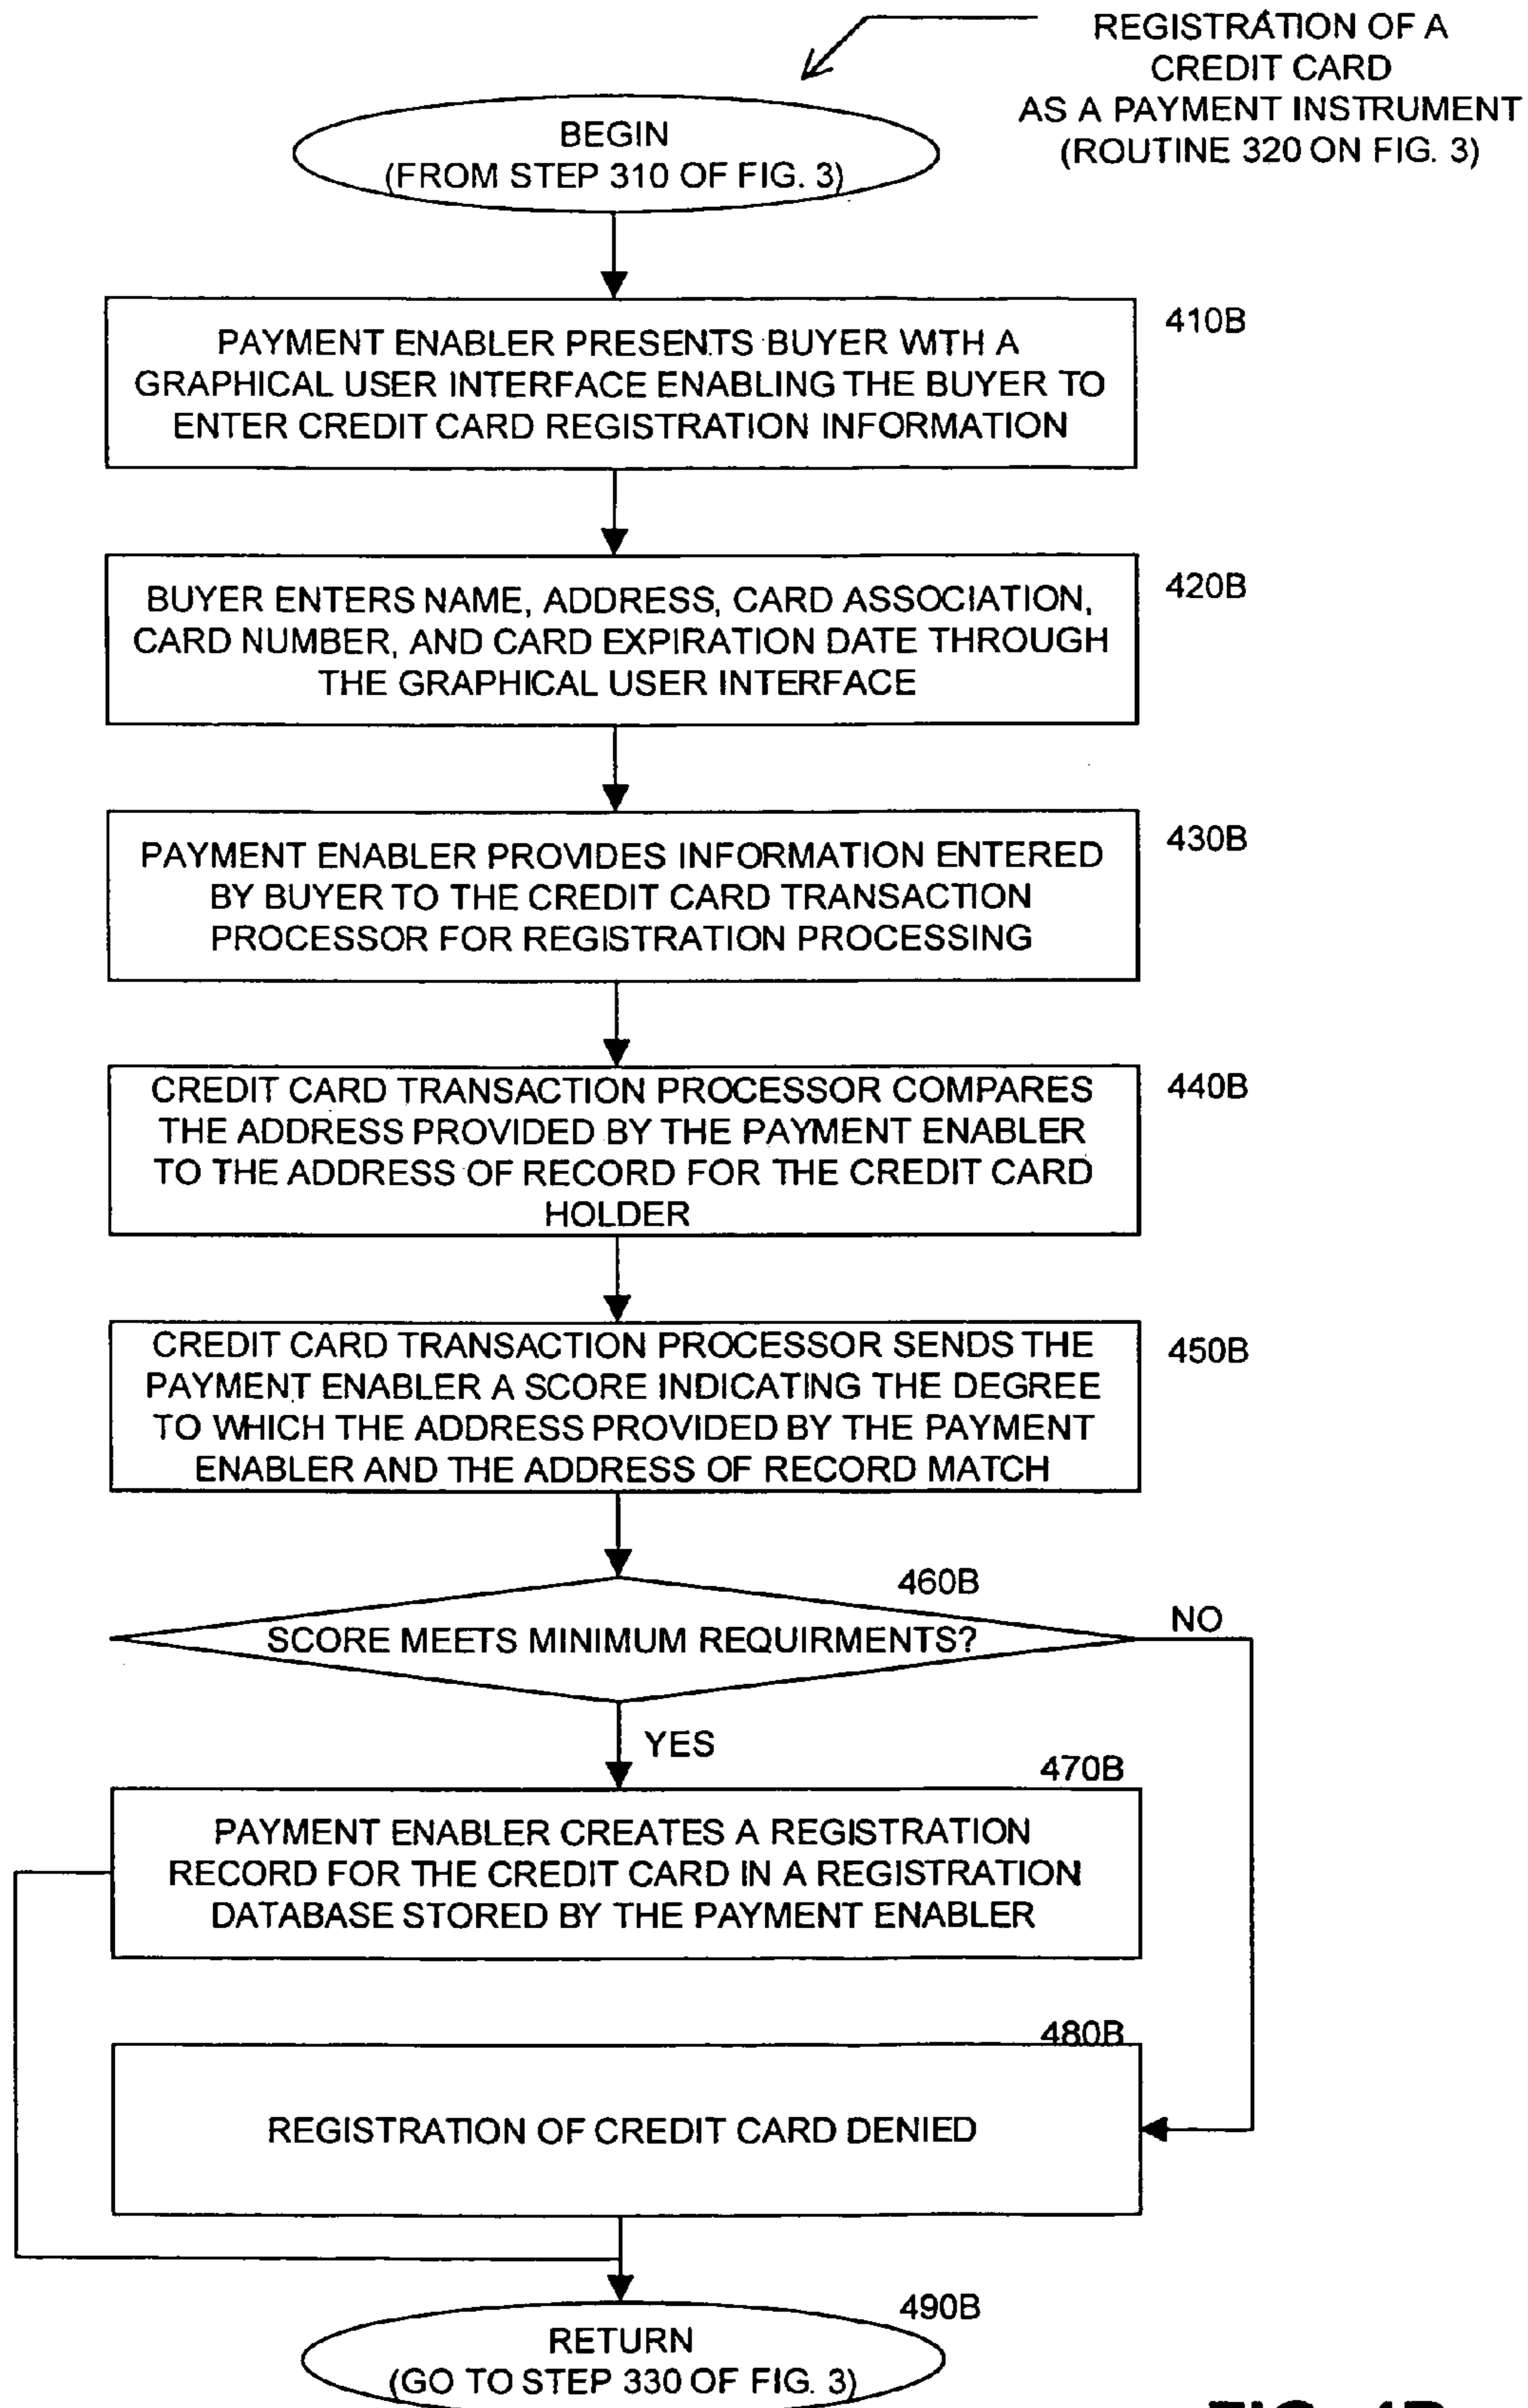 REGISTRATION OF A
CREDIT CARD
AS A PAYMENT INSTRUMENT
(ROUTINE 320 ON FIG. 3)
BEGIN
(FROM STEP 310 OF FIG. 3)
410B
PAYMENT ENABLER PRESENTS BUYER WITH A
GRAPHICAL USER INTERFACE ENABLING THE BUYER TO
ENTER CREDIT CARD REGISTRATION INFORMATION
420B
BUYER ENTERS NAME, ADDRESS, CARD ASSOCIATION,
CARD NUMBER, AND CARD EXPIRATION DATE THROUGH
THE GRAPHICAL USER INTERFACE
430B
PAYMENT ENABLER PROVIDES INFORMATION ENTERED
BY BUYER TO THE CREDIT CARD TRANSACTION
PROCESSOR FOR REGISTRATION PROCESSING
440B
CREDIT CARD TRANSACTION PROCESSOR COMPARES
THE ADDRESS PROVIDED BY THE PAYMENT ENABLER
TO THE ADDRESS OF RECORD FOR THE CREDIT CARD
HOLDER
450B
CREDIT CARD TRANSACTION PROCESSOR SENDS THE
PAYMENT ENABLER A SCORE INDICATING THE DEGREE
TO WHICH THE ADDRESS PROVIDED BY THE PAYMENT
ENABLER AND THE ADDRESS OF RECORD MATCH
460B
SCORE MEETS MINIMUM REQUIRMENTS?
NO
YES
470B
PAYMENT ENABLER CREATES A REGISTRATION
RECORD FOR THE CREDIT CARD IN A REGISTRATION
DATABASE STORED BY THE PAYMENT ENABLER
480B
REGISTRATION OF CREDIT CARD DENIED
490B
RETURN
(GO TO STEP 330 OF FIG. 3)